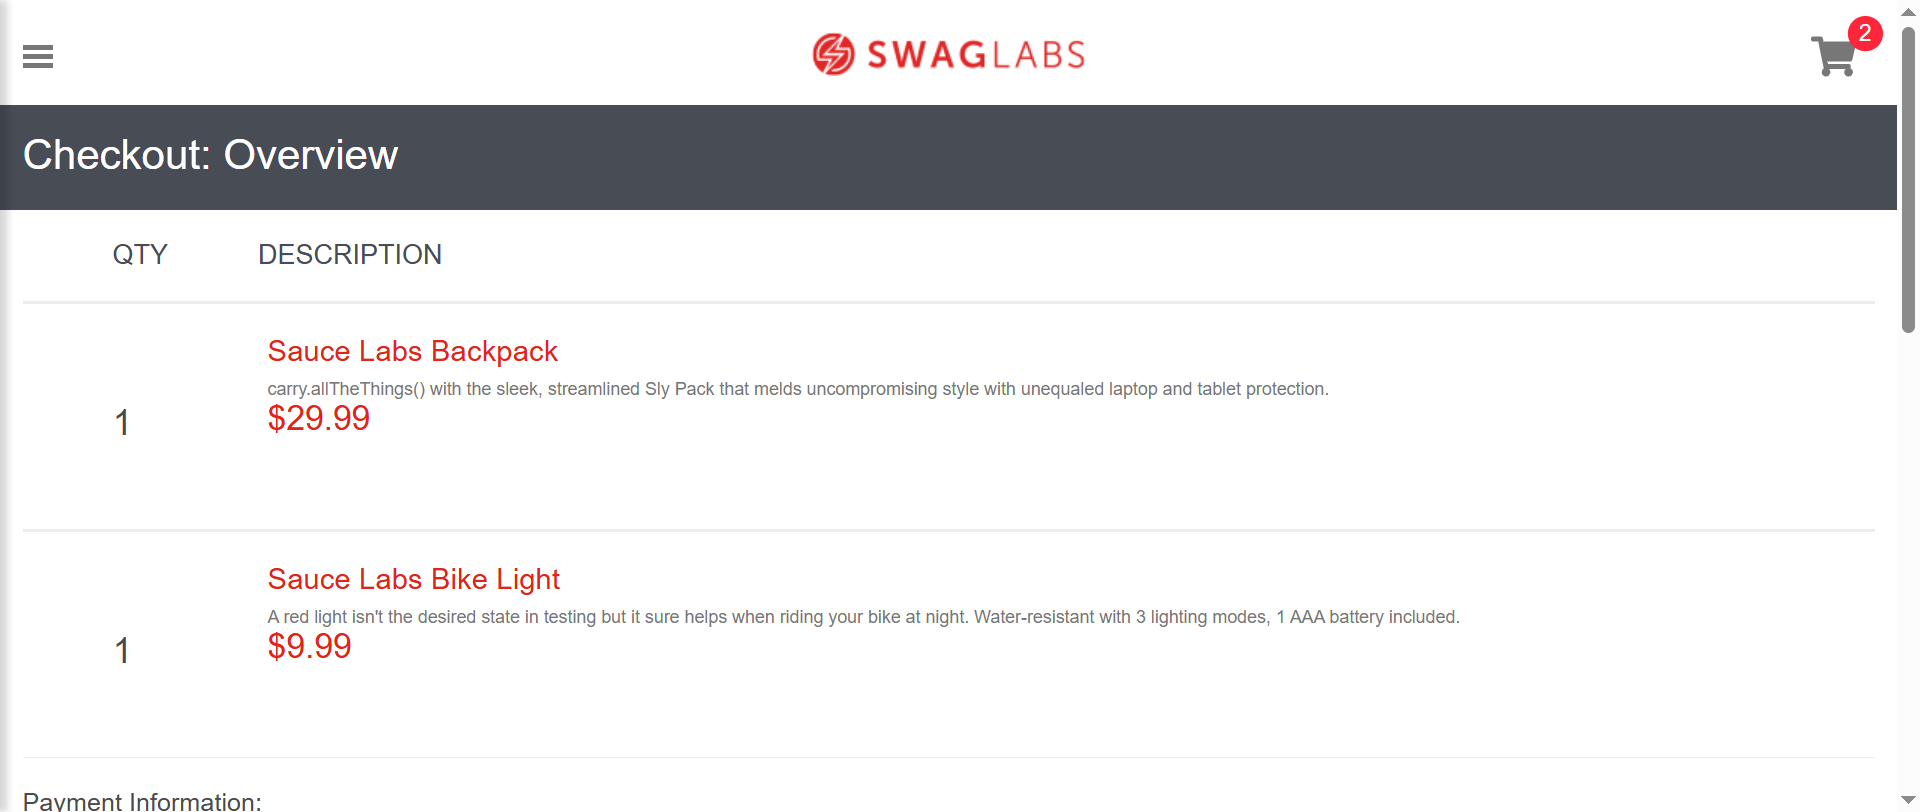 SWAGLABS
2
Checkout: Overview
QTY DESCRIPTION
Sauce Labs Backpack
carry.allTheThings() with the sleek, streamlined Sly Pack that melds uncompromising style with unequaled laptop and tablet protection.
1
$29.99
Sauce Labs Bike Light
A red light isn't the desired state in testing but it sure helps when riding your bike at night. Water-resistant with 3 lighting modes, 1 AAA battery included.
1
$9.99
Payment Information: